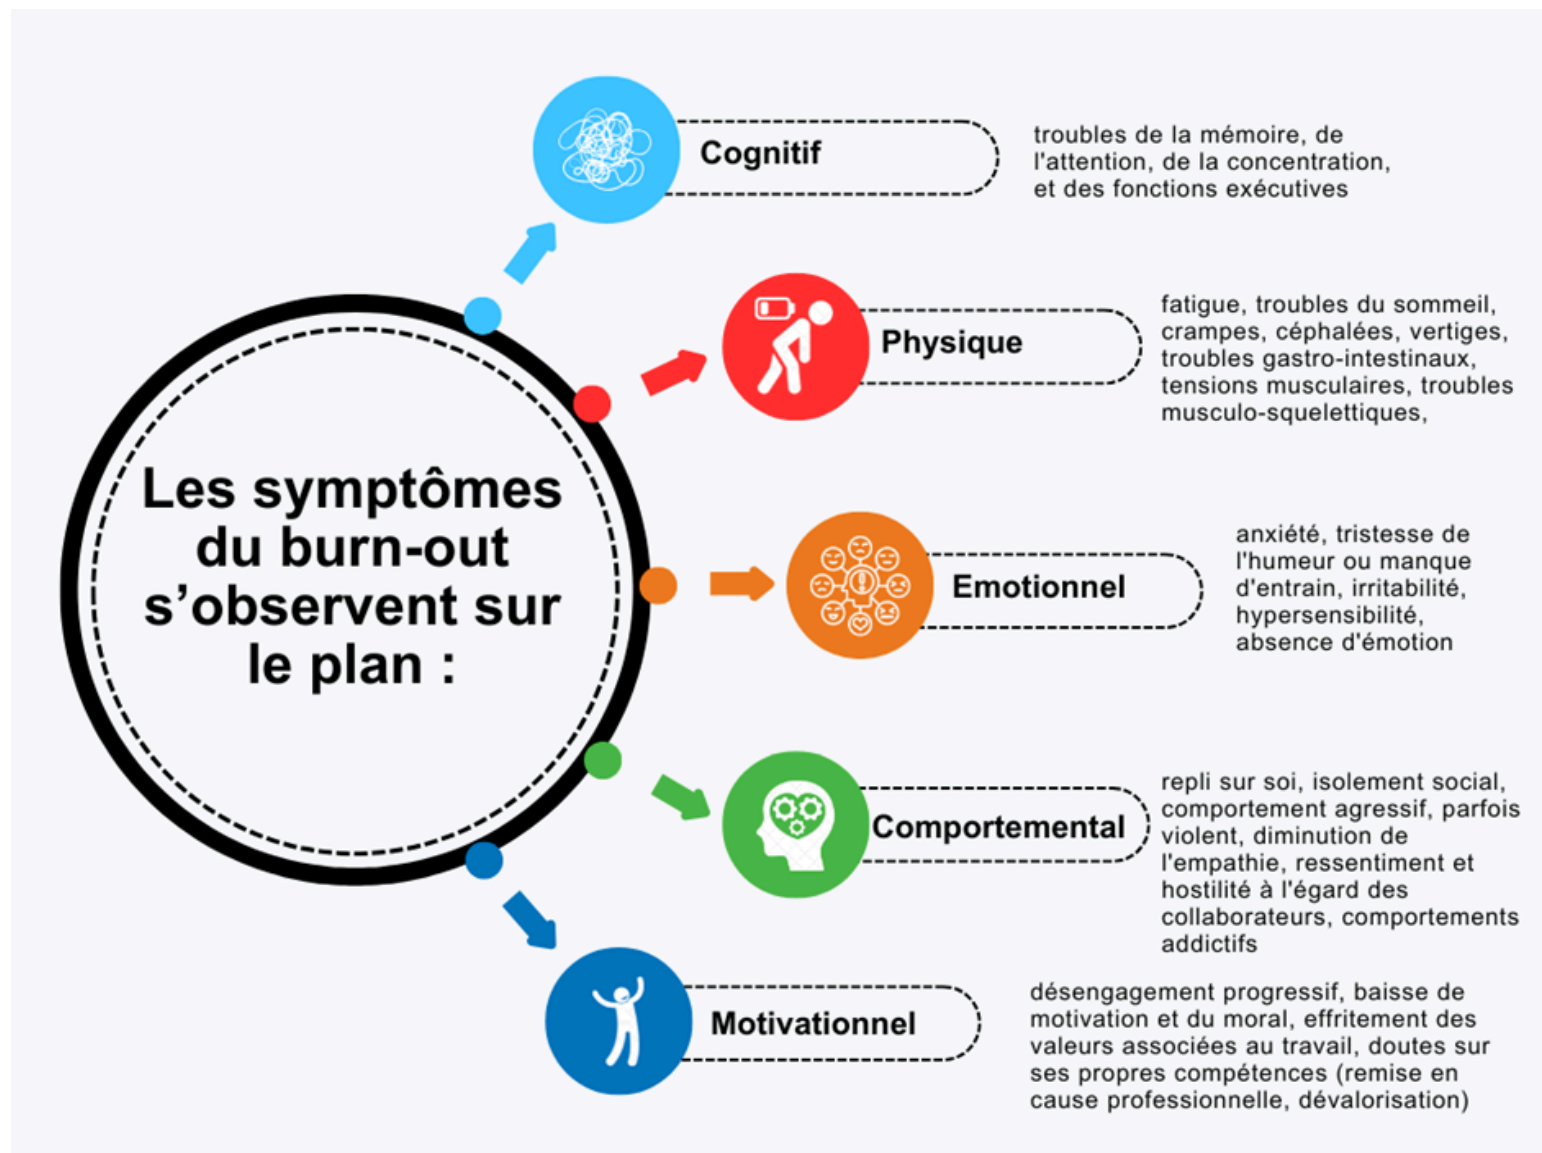 Les symptômes
du burn-out
s’observent sur
le plan :
Cognitif
troubles de la mémoire, de
l'attention, de la concentration,
et des fonctions exécutives
Physique
fatigue, troubles du sommeil,
crampes, céphalées, vertiges,
troubles gastro-intestinaux,
tensions musculaires, troubles
musculo-squelettiques,
Emotionnel
anxiété, tristesse de
l'humeur ou manque
d'entrain, irritabilité,
hypersensibilité,
absence d'émotion
Comportemental
repli sur soi, isolement social,
comportement agressif, parfois
violent, diminution de
l'empathie, ressentiment et
hostilité à l'égard des
collaborateurs, comportements
addictifs
Motivationnel
désengagement progressif, baisse de
motivation et du moral, effritement des
valeurs associées au travail, doutes sur
ses propres compétences (remise en
cause professionnelle, dévalorisation)